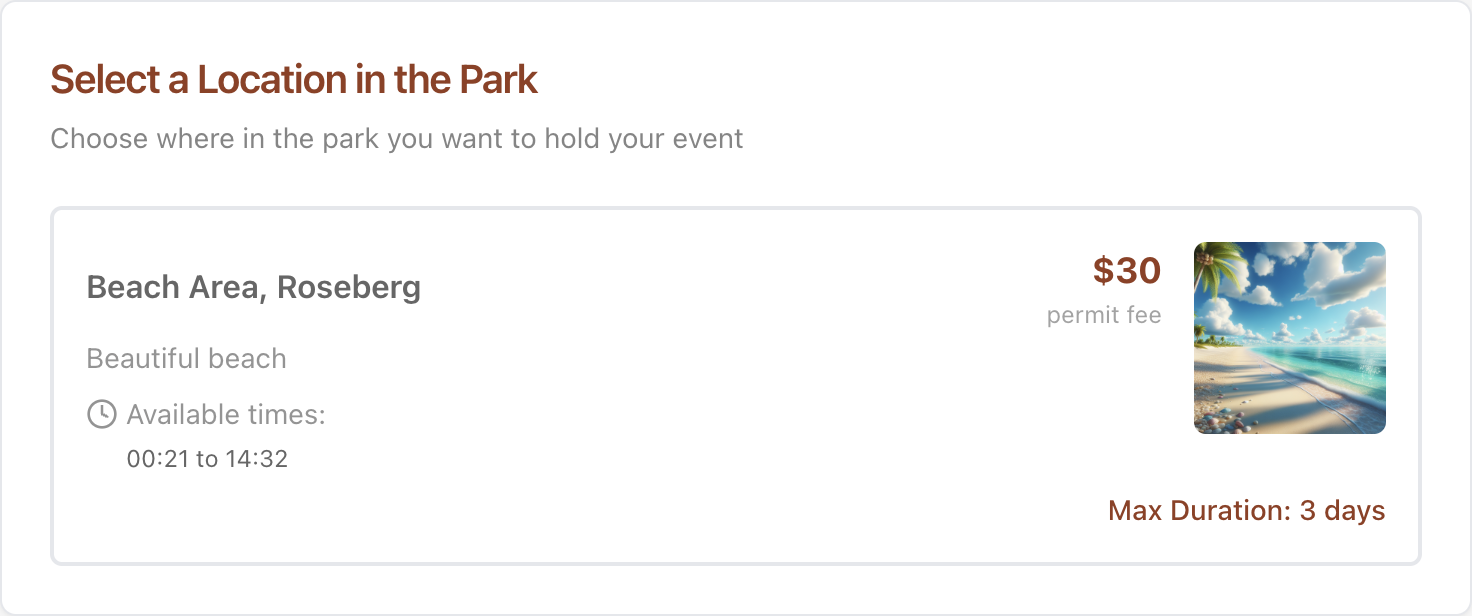 Select a Location in the Park
Choose where in the park you want to hold your event
Beach Area, Roseberg
$30
permit fee
Beautiful beach
Available times:
00:21 to 14:32
Max Duration: 3 days